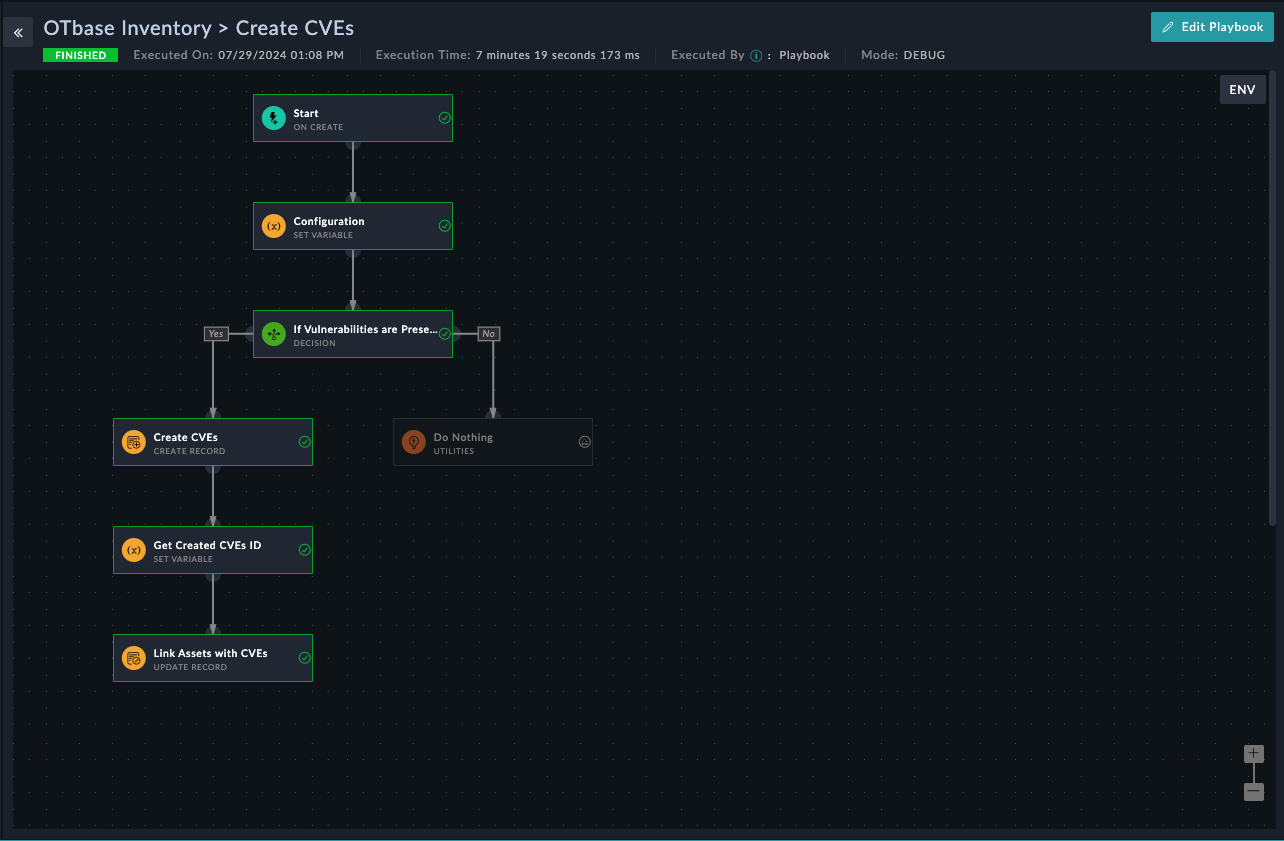 «
OTbase Inventory > Create CVEs
Edit Playbook
FINISHED
Executed On: 07/29/2024 01:08 PM
Execution Time: 7 minutes 19 seconds 173 ms
Executed By i : Playbook
Mode: DEBUG
ENV
Start
ON CREATE
(x)
Configuration
SET VARIABLE
Yes
If Vulnerabilities are Prese...
DECISION
No
Create CVEs
CREATE RECORD
Do Nothing
UTILITIES
(x)
Get Created CVEs ID
SET VARIABLE
Link Assets with CVEs
UPDATE RECORD
+
−